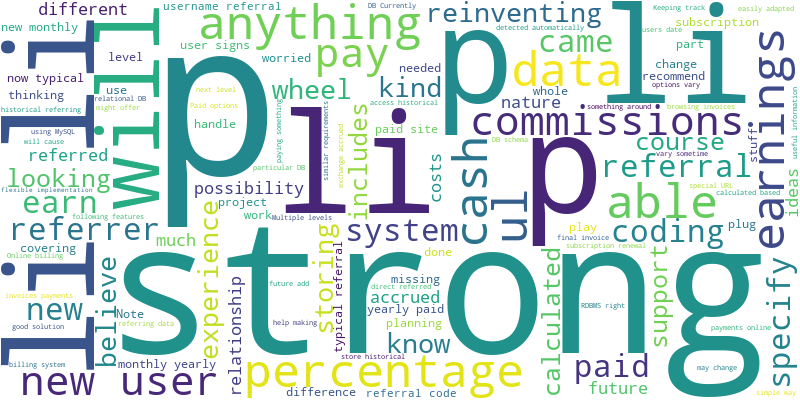 strong
p
li
p li
p
li
will
ul
li
anything
pay
data
came
reinventing
kind
wheel
commissions
earnings
percentage
new user
referrer
referral
referred
earn
looking
able
coding
course
cash
system
storing
includes
experience
believe
specify
calculated
support
know
paid
future
accrued
relationship
possibility
new
different
username referral
new monthly
user signs
worried
level
use
now typical
thinking
relational DB
might offer
historical referring
using MySQL
will cause
handle
next level
Paid options
paying something
similar requirements
access historical
paid site
costs
project
work
particular DB
Multiple levels
exchange accrued
flexible implementation
following features
covering
much
Online billing
Note
invoices payments
referring data
good solution
billing system
monthly yearly
future add
help making
typical referral
direct referred
store historical
difference
referral code
planning
yearly paid
missing
done
play
plug
final invoice
subscription renewal
RDBMS right
may change
payments online
simple way
ideas
calculated based
special URL
vary sometime
stuff
DB schema
something around
browsing invoices
nature
needed
whole
recommend
options vary
change
part
users date
subscription
easily adapted
Keeping track
detected automatically
DB Currently
useful information